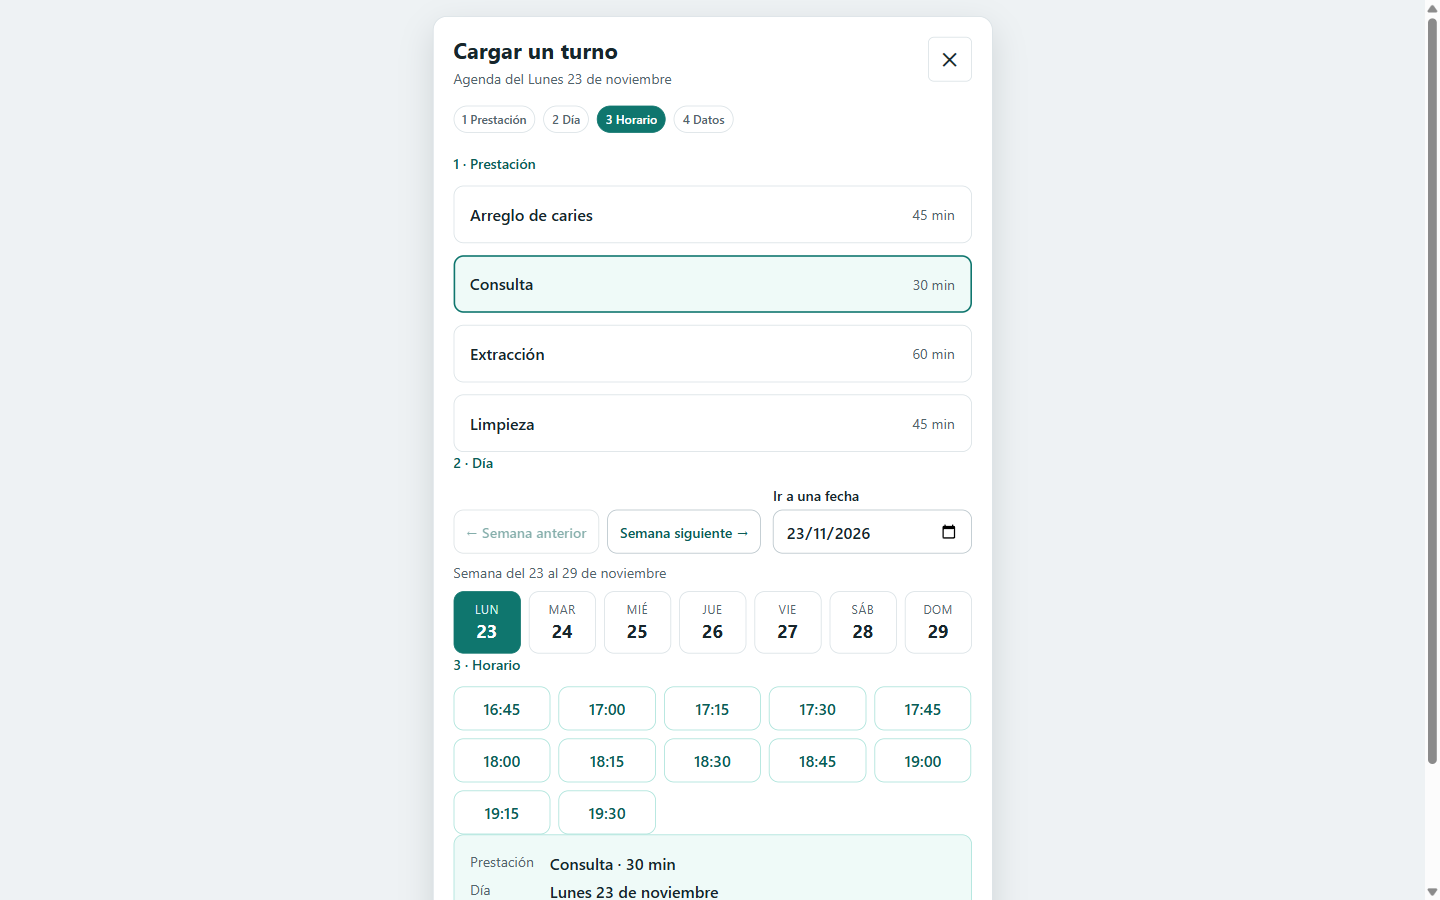 Cargar un turno
Agenda del Lunes 23 de noviembre
1 Prestación 2 Día 3 Horario 4 Datos
1 · Prestación
Arreglo de caries 45 min
Consulta 30 min
Extracción 60 min
Limpieza 45 min
2 · Día
Ir a una fecha
← Semana anterior Semana siguiente → 23/11/2026
Semana del 23 al 29 de noviembre
LUN MAR MIÉ JUE VIE SÁB DOM
23 24 25 26 27 28 29
3 · Horario
16:45 17:00 17:15 17:30 17:45
18:00 18:15 18:30 18:45 19:00
19:15 19:30
Prestación Consulta · 30 min
Día Lunes 23 de noviembre